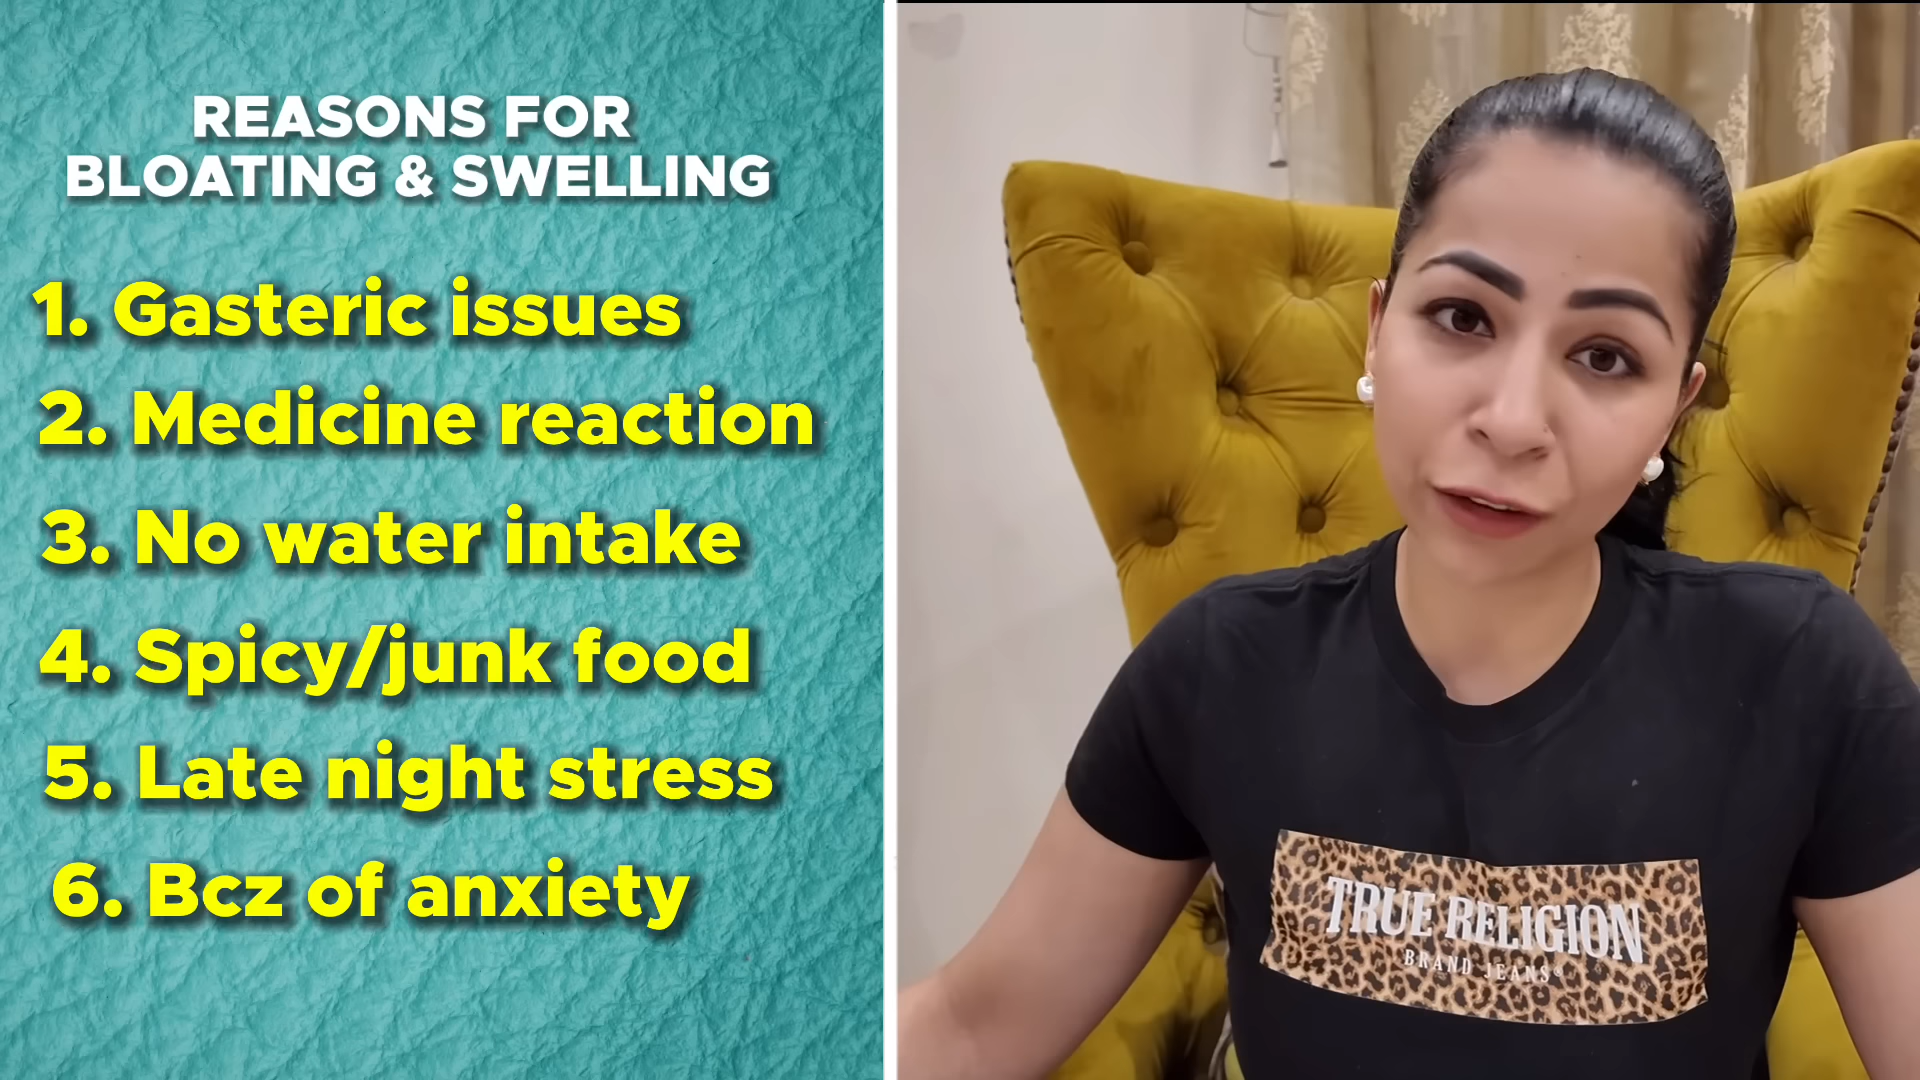 REASONS FOR
BLOATING & SWELLING
1. Gasteric issues
2. Medicine reaction
3. No water intake
4. Spicy/junk food
5. Late night stress
6. Bcz of anxiety
TRUE RELIGION
BRAND JEANS®